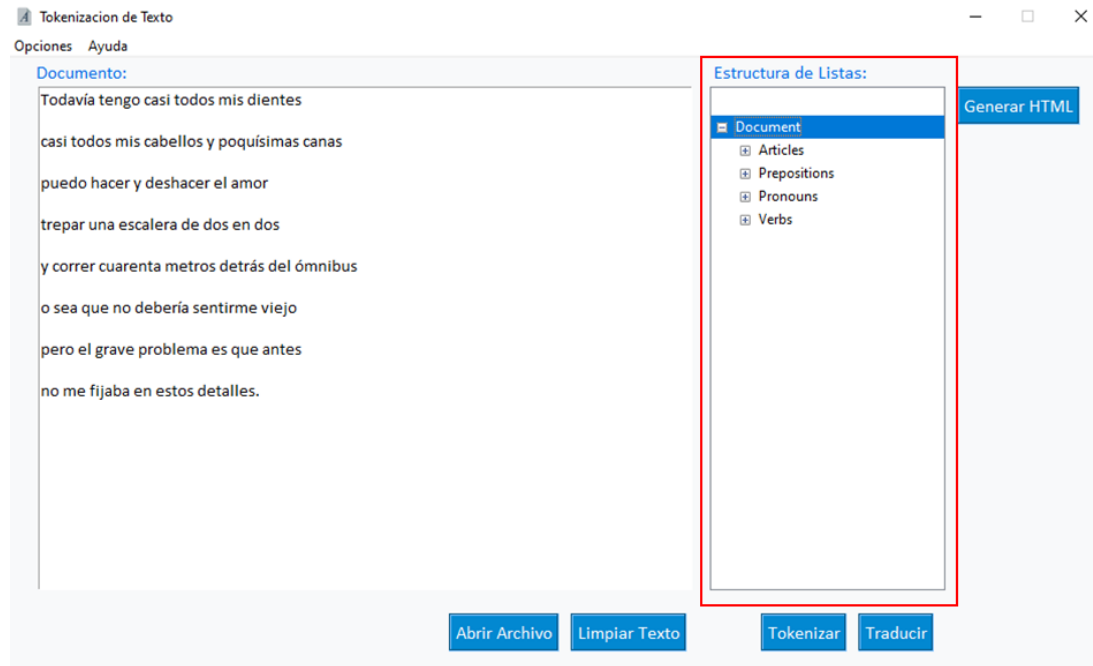 Tokenizacion de Texto
Opciones Ayuda
Documento:
Todavía tengo casi todos mis dientes
casi todos mis cabellos y poquísimas canas
puedo hacer y deshacer el amor
trepar una escalera de dos en dos
y correr cuarenta metros detrás del ómnibus
o sea que no debería sentirme viejo
pero el grave problema es que antes
no me fijaba en estos detalles.
Estructura de Listas:
Document
Articles
Prepositions
Pronouns
Verbs
Generar HTML
Abrir Archivo
Limpiar Texto
Tokenizar
Traducir